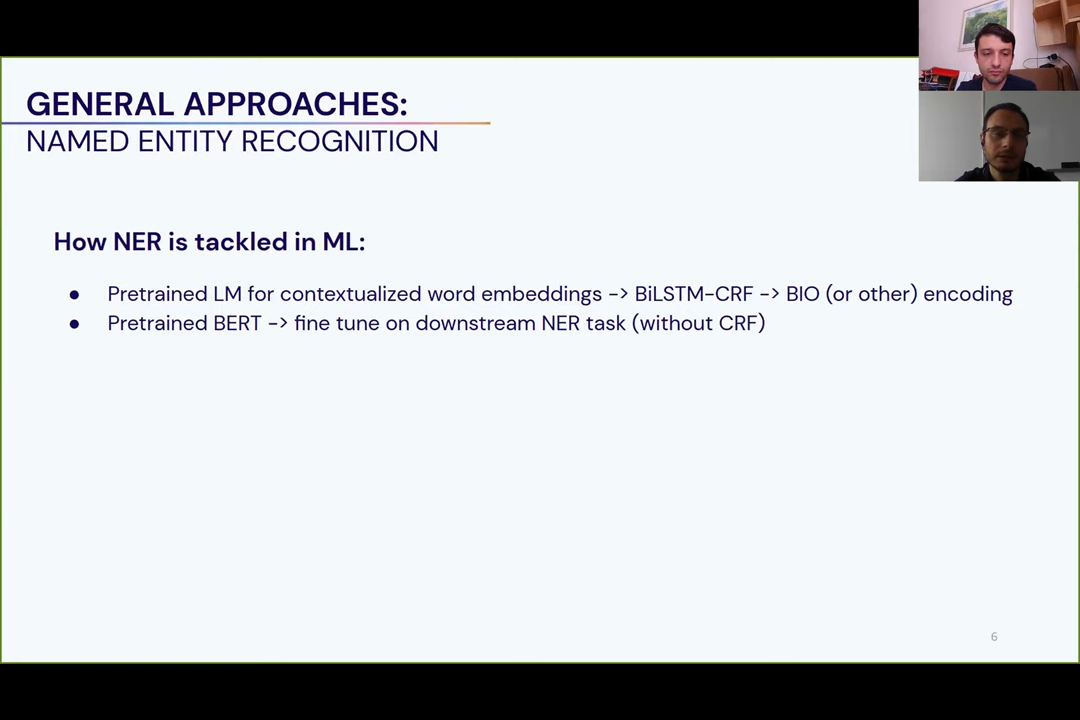 GENERAL APPROACHES:
NAMED ENTITY RECOGNITION
How NER is tackled in ML:
● Pretrained LM for contextualized word embeddings -> BiLSTM-CRF -> BIO (or other) encoding
● Pretrained BERT -> fine tune on downstream NER task (without CRF)
6